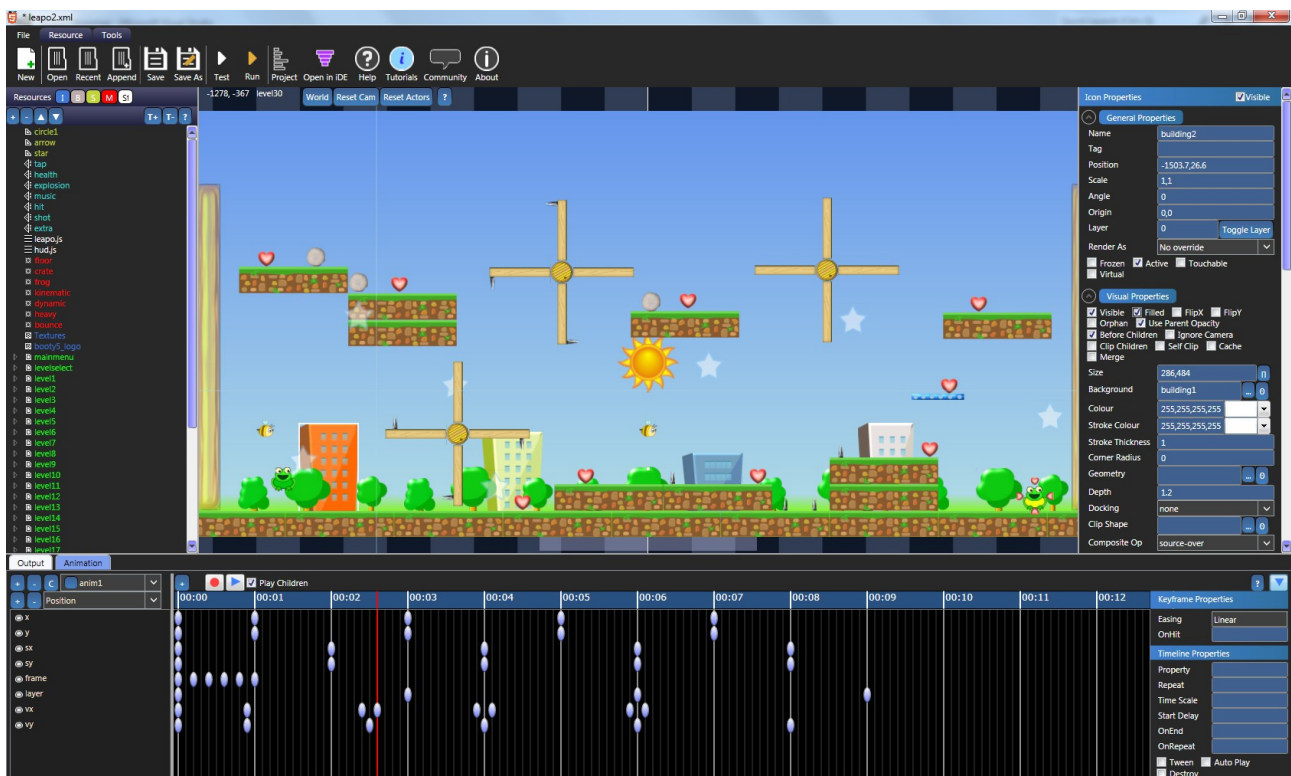 * leapo2.xml
File Resource Tools
New Open Recent Append Save Save As Test Run Project Open in IDE Help Tutorials Community About
Resources I B S M S!
+ - T+ T- ?
circle1
arrow
star
tap
health
explosion
music
hit
shot
extra
leapo.js
hud.js
floor
crate
frog
kinematic
dynamic
heavy
bounce
Textures
booty5_logo
mainmenu
levelselect
level1
level2
level3
level4
level5
level6
level7
level8
level9
level10
level11
level12
level13
level14
level15
level16
level17
-1278, -367 level30 World Reset Cam Reset Actors ?
Icon Properties Visible
General Properties
Name building2
Tag
Position -1503.7,26.6
Scale 1,1
Angle 0
Origin 0,0
Layer 0 Toggle Layer
Render As No override
Frozen Active Touchable
Virtual
Visual Properties
Visible Filled FlipX FlipY
Orphan Use Parent Opacity
Before Children Ignore Camera
Clip Children Self Clip Cache
Merge
Size 286,484
Background building1 ...
Colour 255,255,255,255
Stroke Colour 255,255,255,255
Stroke Thickness 1
Corner Radius 0
Geometry ...
Depth 1.2
Docking none
Clip Shape ...
Composite Op source-over
Output Animation
+ - C anim1 + Play Children ?
+ - Position 00:00 00:01 00:02 00:03 00:04 00:05 00:06 00:07 00:08 00:09 00:10 00:11 00:12
x
y
sx
sy
frame
layer
vx
vy
Keyframe Properties
Easing Linear
OnHit
Timeline Properties
Property
Repeat
Time Scale
Start Delay
OnEnd
OnRepeat
Tween Auto Play
Destroy